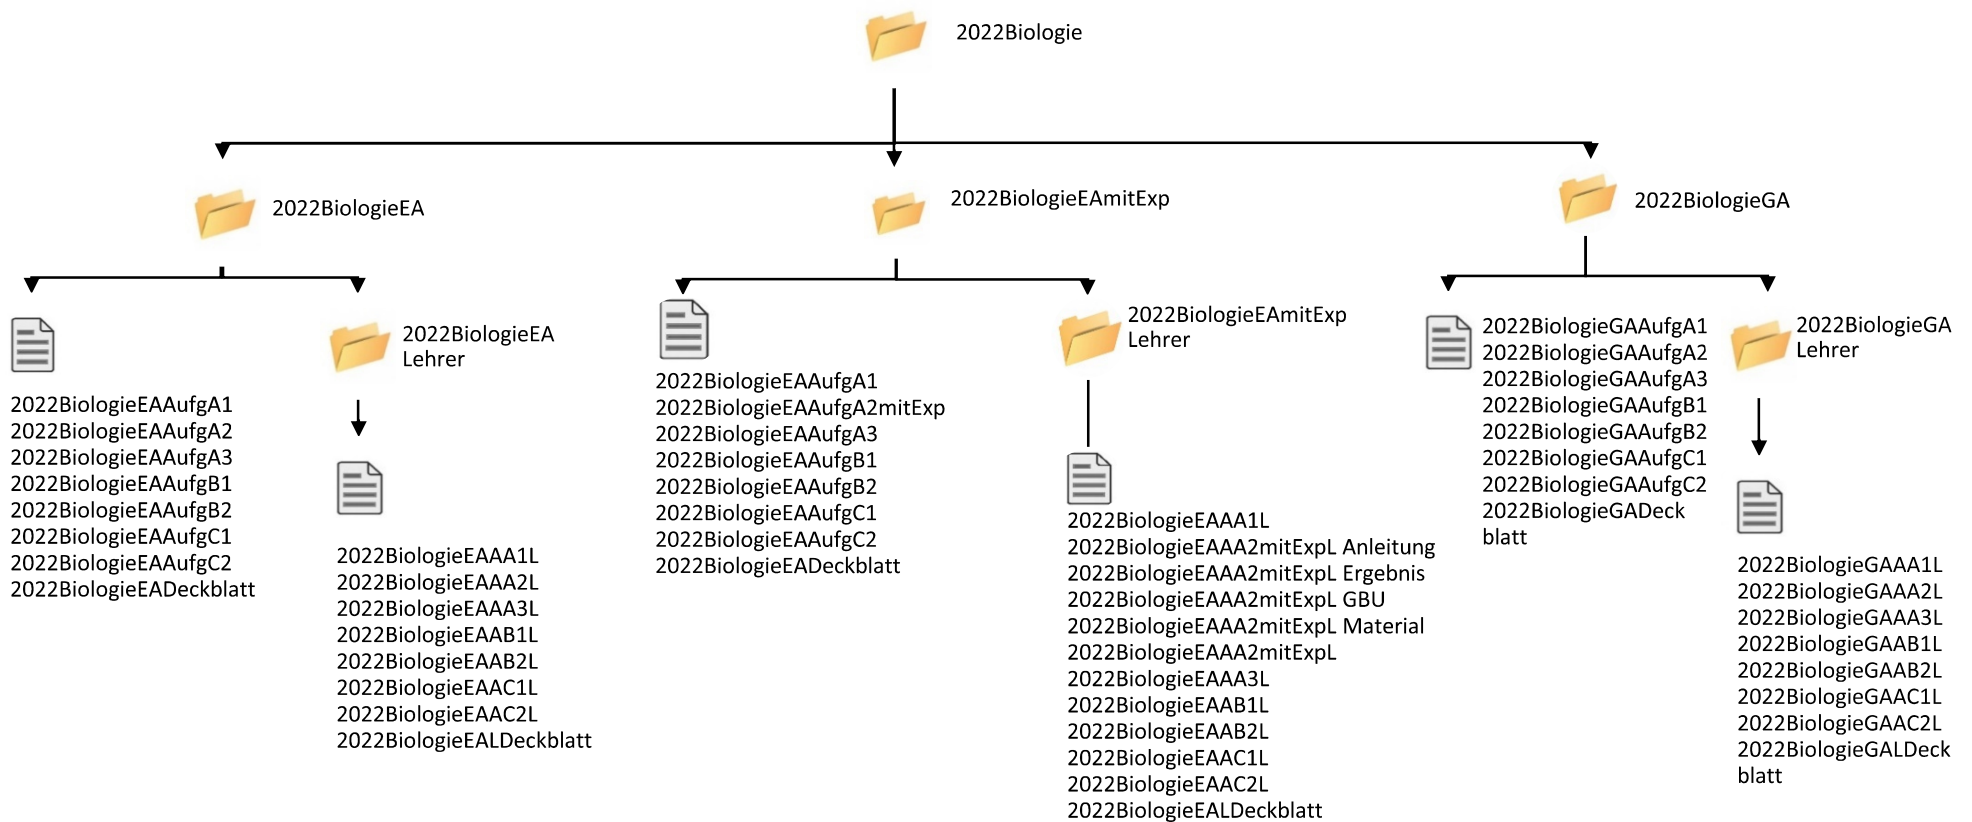 2022Biologie
2022BiologieEA
2022BiologieEAmitExp
2022BiologieGA
2022BiologieEAAufgA1
2022BiologieEAAufgA2
2022BiologieEAAufgA3
2022BiologieEAAufgB1
2022BiologieEAAufgB2
2022BiologieEAAufgC1
2022BiologieEAAufgC2
2022BiologieEADeckblatt
2022BiologieEA
Lehrer
2022BiologieEAAA1L
2022BiologieEAAA2L
2022BiologieEAAA3L
2022BiologieEAAB1L
2022BiologieEAAB2L
2022BiologieEAAC1L
2022BiologieEAAC2L
2022BiologieEALDeckblatt
2022BiologieEAAufgA1
2022BiologieEAAufgA2mitExp
2022BiologieEAAufgA3
2022BiologieEAAufgB1
2022BiologieEAAufgB2
2022BiologieEAAufgC1
2022BiologieEAAufgC2
2022BiologieEADeckblatt
2022BiologieEAmitExp
Lehrer
2022BiologieEAAA1L
2022BiologieEAAA2mitExpL Anleitung
2022BiologieEAAA2mitExpL Ergebnis
2022BiologieEAAA2mitExpL GBU
2022BiologieEAAA2mitExpL Material
2022BiologieEAAA2mitExpL
2022BiologieEAAA3L
2022BiologieEAAB1L
2022BiologieEAAB2L
2022BiologieEAAC1L
2022BiologieEAAC2L
2022BiologieEALDeckblatt
2022BiologieGAAufgA1
2022BiologieGAAufgA2
2022BiologieGAAufgA3
2022BiologieGAAufgB1
2022BiologieGAAufgB2
2022BiologieGAAufgC1
2022BiologieGAAufgC2
2022BiologieGADeck
blatt
2022BiologieGA
Lehrer
2022BiologieGAAA1L
2022BiologieGAAA2L
2022BiologieGAAA3L
2022BiologieGAAB1L
2022BiologieGAAB2L
2022BiologieGAAC1L
2022BiologieGAAC2L
2022BiologieGALDeck
blatt